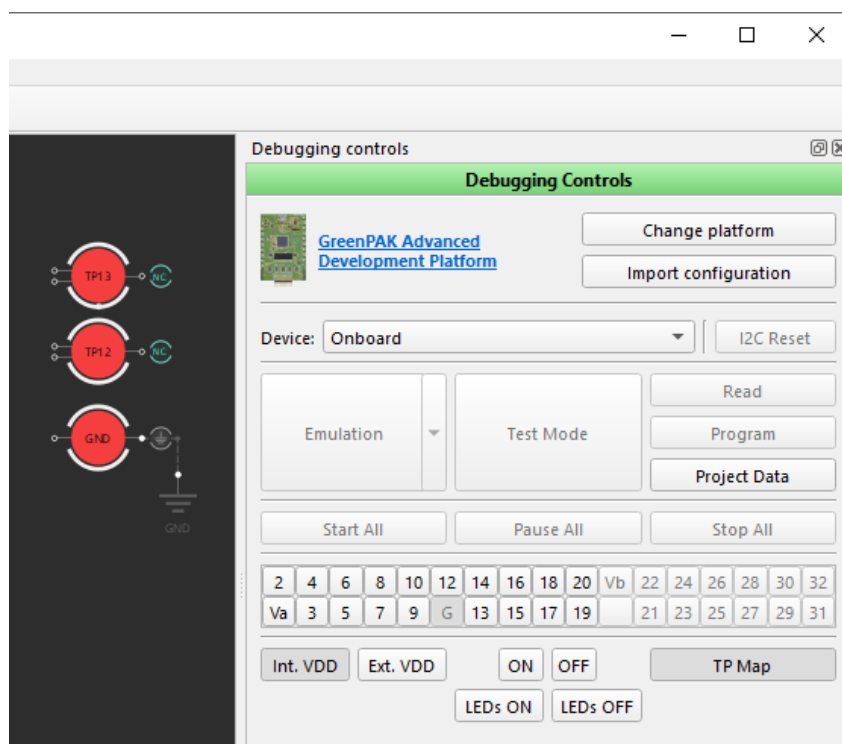 Debugging controls
Debugging Controls
GreenPAK Advanced
Development Platform
Change platform
Import configuration
TP13
NC
TP12
NC
GND
GND
Device:
Onboard
I2C Reset
Emulation
Test Mode
Read
Program
Project Data
Start All
Pause All
Stop All
2 4 6 8 10 12 14 16 18 20 Vb 22 24 26 28 30 32
Va 3 5 7 9 G 13 15 17 19 21 23 25 27 29 31
Int. VDD
Ext. VDD
ON
OFF
TP Map
LEDs ON
LEDs OFF